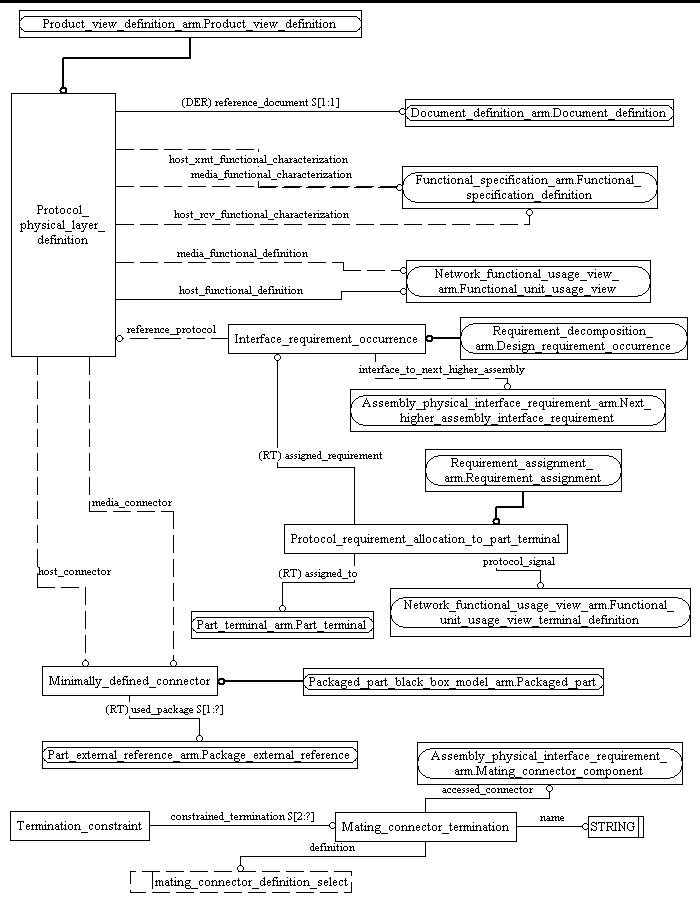 Product_view_definition_arm.Product_view_definition
(DER) reference_document S[1:1]
Document_definition_arm.Document_definition
host_xmt_functional_characterization
media_functional_characterization
Functional_specification_arm.Functional_
specification_definition
Protocol_
physical_layer_
definition
host_rcv_functional_characterization
media_functional_definition
Network_functional_usage_view_
arm.Functional_unit_usage_view
host_functional_definition
reference_protocol
Interface_requirement_occurrence
Requirement_decomposition_
arm.Design_requirement_occurrence
interface_to_next_higher_assembly
Assembly_physical_interface_requirement_arm.Next_
higher_assembly_interface_requirement
(RT) assigned_requirement
Requirement_assignment_
arm.Requirement_assignment
media_connector
Protocol_requirement_allocation_to_part_terminal
protocol_signal
host_connector
(RT) assigned_to
Network_functional_usage_view_arm.Functional_
unit_usage_view_terminal_definition
Part_terminal_arm.Part_terminal
Minimally_defined_connector
Packaged_part_black_box_model_arm.Packaged_part
(RT) used_package S[1:?]
Part_external_reference_arm.Package_external_reference
Assembly_physical_interface_requirement_
arm.Mating_connector_component
accessed_connector
Termination_constraint
constrained_termination S[2:?]
Mating_connector_termination
name
STRING
definition
mating_connector_definition_select